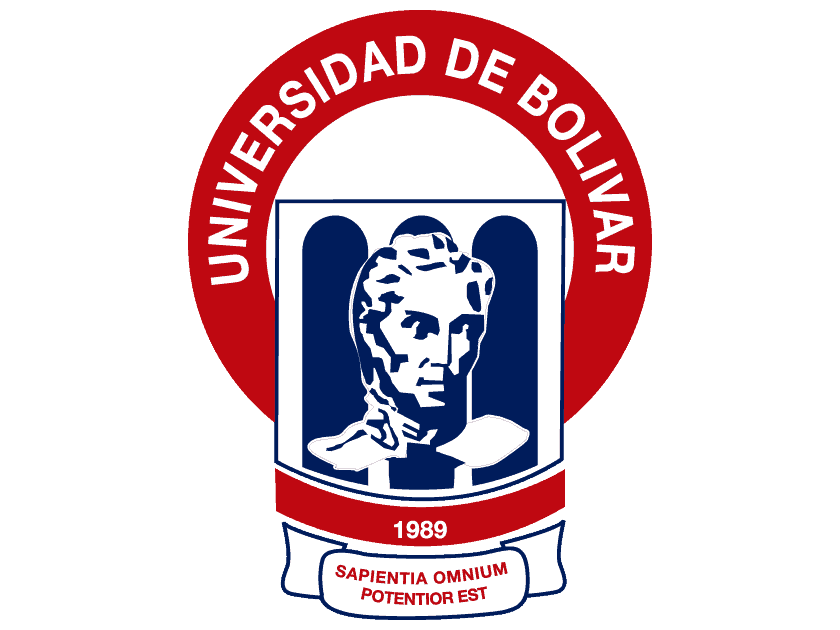 UNIVERSIDAD DE BOLIVAR
1989
SAPIENTIA OMNIUM
POTENTIOR EST